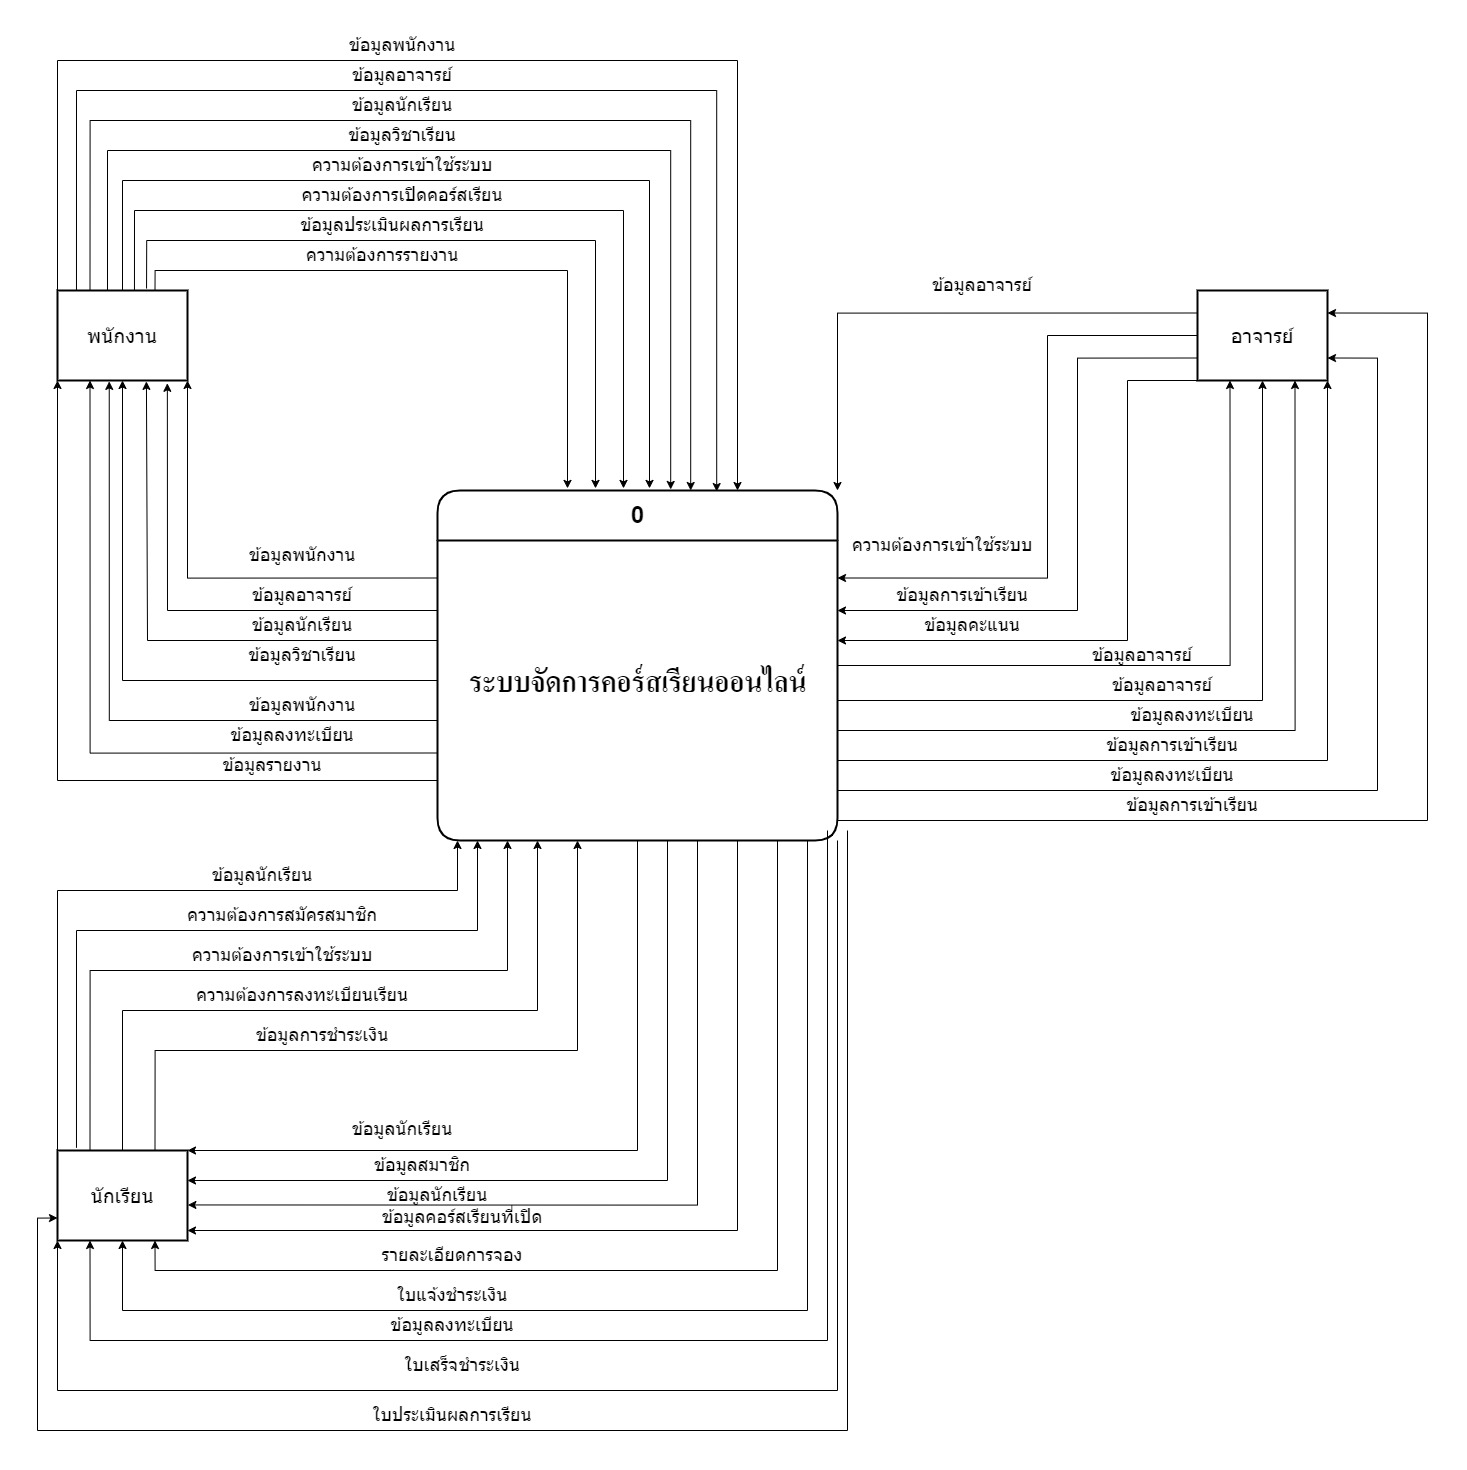 ข้อมูลพนักงาน
ข้อมูลอาจารย์
ข้อมูลนักเรียน
ข้อมูลวิชาเรียน
ความต้องการเข้าใช้ระบบ
ความต้องการเปิดคอร์สเรียน
ข้อมูลประเมินผลการเรียน
ความต้องการรายงาน
พนักงาน
ข้อมูลอาจารย์
อาจารย์
0
ระบบจัดการคอร์สเรียนออนไลน์
ข้อมูลพนักงาน
ข้อมูลอาจารย์
ข้อมูลนักเรียน
ข้อมูลวิชาเรียน
ข้อมูลพนักงาน
ข้อมูลลงทะเบียน
ข้อมูลรายงาน
ความต้องการเข้าใช้ระบบ
ข้อมูลการเข้าเรียน
ข้อมูลคะแนน
ข้อมูลอาจารย์
ข้อมูลอาจารย์
ข้อมูลลงทะเบียน
ข้อมูลการเข้าเรียน
ข้อมูลลงทะเบียน
ข้อมูลการเข้าเรียน
ข้อมูลนักเรียน
ความต้องการสมัครสมาชิก
ความต้องการเข้าใช้ระบบ
ความต้องการลงทะเบียนเรียน
ข้อมูลการชำระเงิน
นักเรียน
ข้อมูลนักเรียน
ข้อมูลสมาชิก
ข้อมูลนักเรียน
ข้อมูลคอร์สเรียนที่เปิด
รายละเอียดการจอง
ใบแจ้งชำระเงิน
ข้อมูลลงทะเบียน
ใบเสร็จชำระเงิน
ใบประเมินผลการเรียน